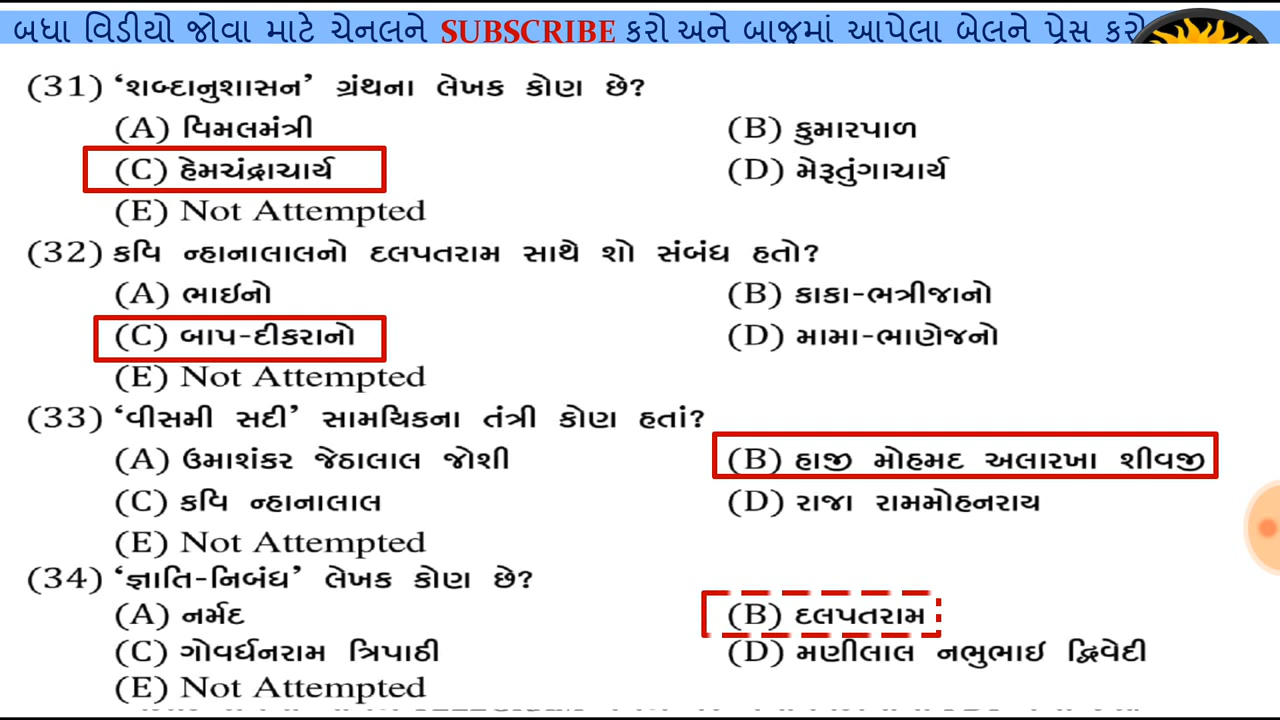 બધા વિડીયો જોવા માટે ચેનલને SUBSCRIBE કરો અને બાજુમાં આપેલા બેલને પ્રેસ કરો
(31) ‘શબ્દાનુશાસન’ ગ્રંથના લેખક કોણ છે?
(A) વિમલમંત્રી (B) કુમારપાળ
(C) હેમચંદ્રાચાર્ય (D) મેરૂતુંગાચાર્ય
(E) Not Attempted
(32) કવિ ન્હાનાલાલનો દલપતરામ સાથે શો સંબંધ હતો?
(A) ભાઇનો (B) કાકા-ભત્રીજાનો
(C) બાપ-દીકરાનો (D) મામા-ભાણેજનો
(E) Not Attempted
(33) ‘વીસમી સદી’ સામયિકના તંત્રી કોણ હતાં?
(A) ઉમાશંકર જેઠાલાલ જોશી (B) હાજી મોહમદ અલારખા શીવજી
(C) કવિ ન્હાનાલાલ (D) રાજા રામમોહનરાય
(E) Not Attempted
(34) ‘જ્ઞાતિ-નિબંધ’ લેખક કોણ છે?
(A) નર્મદ (B) દલપતરામ
(C) ગોવર્ધનરામ ત્રિપાઠી (D) મણીલાલ નભુભાઇ દ્વિવેદી
(E) Not Attempted